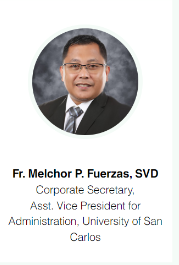 Fr. Melchor P. Fuerzas, SVD
Corporate Secretary,
Asst. Vice President for
Administration, University of San
Carlos